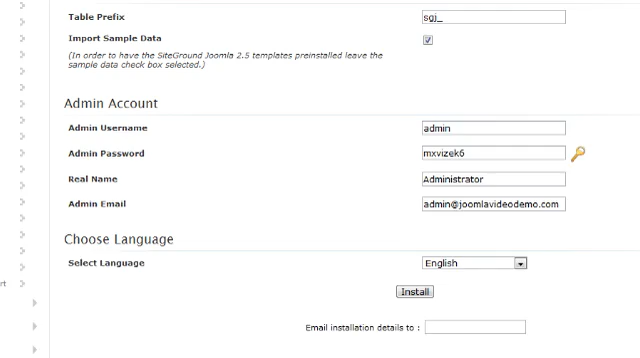 Table Prefix sgj_
Import Sample Data
(In order to have the SiteGround Joomla 2.5 templates preinstalled leave the
sample data check box selected.)
Admin Account
Admin Username admin
Admin Password mxvizek6
Real Name Administrator
Admin Email admin@joomlavideodemo.com
Choose Language
Select Language English
Install
rt
Email installation details to :